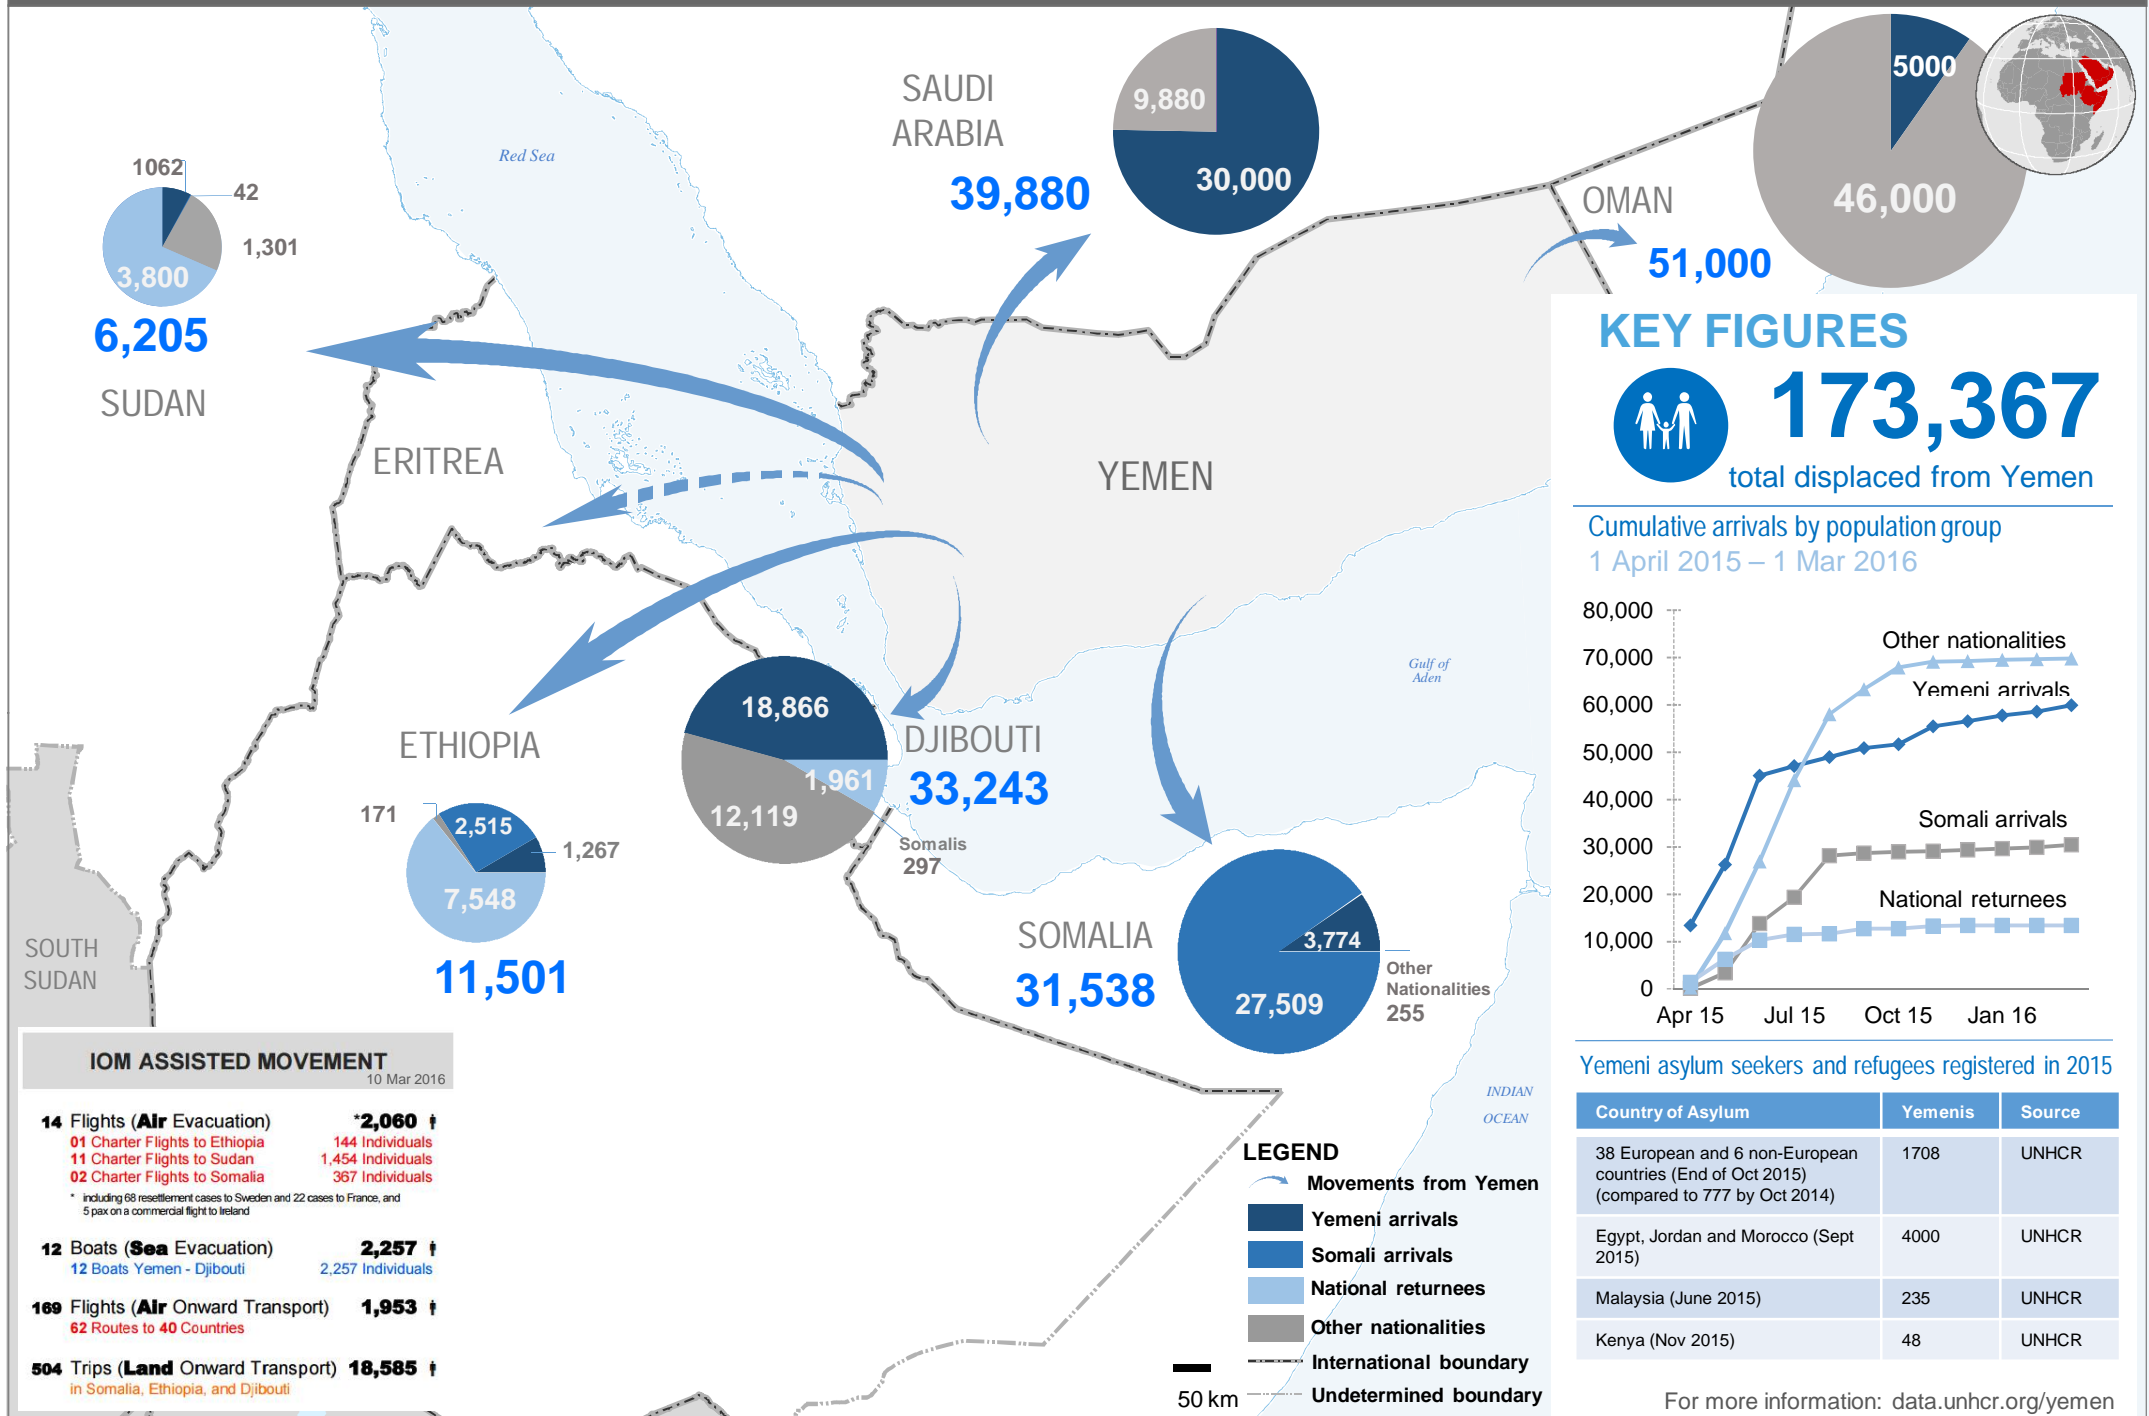 SAUDI
ARABIA
39,880
9,880
30,000
OMAN
51,000
5000
46,000
Red Sea
1062
42
1,301
3,800
6,205
SUDAN
ERITREA
YEMEN
ETHIOPIA
171
2,515
1,267
7,548
11,501
18,866
1,961
12,119
DJIBOUTI
33,243
Somalis
297
Gulf of
Aden
SOMALIA
31,538
3,774
27,509
Other
Nationalities
255
SOUTH
SUDAN
INDIAN
OCEAN
KEY FIGURES
173,367
total displaced from Yemen
Cumulative arrivals by population group
1 April 2015 – 1 Mar 2016
80,000
70,000
60,000
50,000
40,000
30,000
20,000
10,000
0
Other nationalities
Yemeni arrivals
Somali arrivals
National returnees
Apr 15 Jul 15 Oct 15 Jan 16
Yemeni asylum seekers and refugees registered in 2015
Country of Asylum Yemenis Source
38 European and 6 non-European 1708 UNHCR
countries (End of Oct 2015)
(compared to 777 by Oct 2014)
Egypt, Jordan and Morocco (Sept 4000 UNHCR
2015)
Malaysia (June 2015) 235 UNHCR
Kenya (Nov 2015) 48 UNHCR
For more information: data.unhcr.org/yemen
IOM ASSISTED MOVEMENT
10 Mar 2016
14 Flights (Air Evacuation) *2,060
01 Charter Flights to Ethiopia 144 Individuals
11 Charter Flights to Sudan 1,454 Individuals
02 Charter Flights to Somalia 367 Individuals
* including 68 resettlement cases to Sweden and 22 cases to France, and
5 pax on a commercial flight to Ireland
12 Boats (Sea Evacuation) 2,257
12 Boats Yemen - Djibouti 2,257 Individuals
169 Flights (Air Onward Transport) 1,953
62 Routes to 40 Countries
504 Trips (Land Onward Transport) 18,585
in Somalia, Ethiopia, and Djibouti
LEGEND
Movements from Yemen
Yemeni arrivals
Somali arrivals
National returnees
Other nationalities
International boundary
Undetermined boundary
50 km